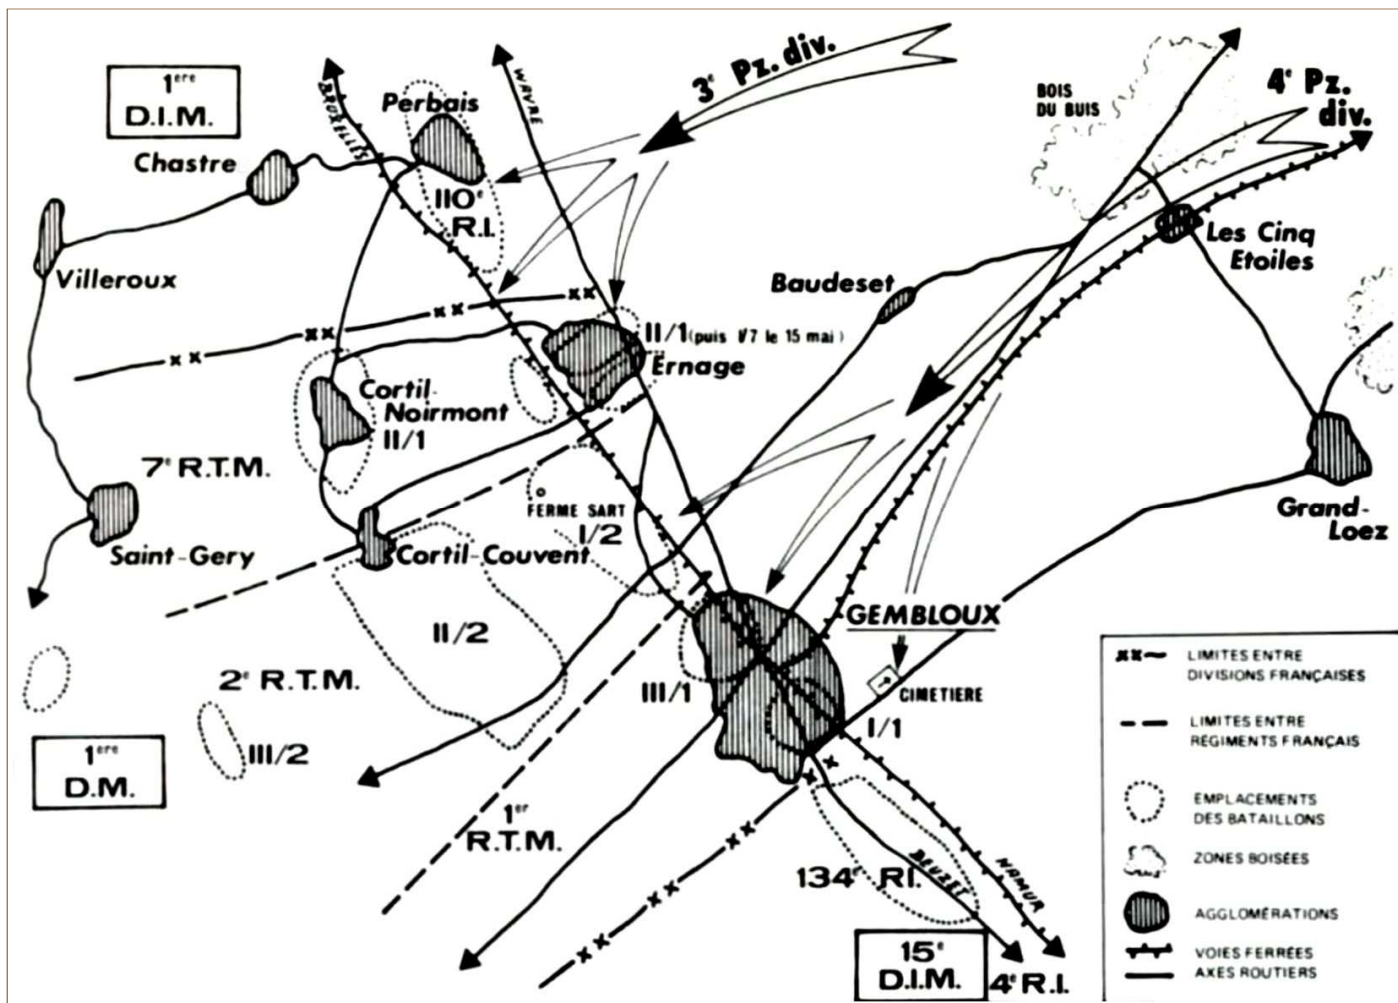 1ere
D.I.M.
BRUXELLES
Perbais
WAVRE
3e Pz. div.
BOIS
DU BUIS
4e Pz.
div.
Chastre
110e
R.I.
Villeroux
Les Cinq
Etoiles
Baudeset
II/1 (puis I/7 le 15 mai)
Ernage
Cortil-
Noirmont
II/1
7e R.T.M.
FERME SART
I/2
Grand-
Loez
Saint-Gery
Cortil-Couvent
GEMBLOUX
II/2
2e R.T.M.
III/1
CIMETIERE
I/1
III/2
1ere
D.M.
1er
R.T.M.
134e RI.
BEUZET
NAMUR
15e
D.I.M.
4e R.I.
LIMITES ENTRE
DIVISIONS FRANÇAISES
LIMITES ENTRE
RÉGIMENTS FRANÇAIS
EMPLACEMENTS
DES BATAILLONS
ZONES BOISÉES
AGGLOMÉRATIONS
VOIES FERRÉES
AXES ROUTIERS